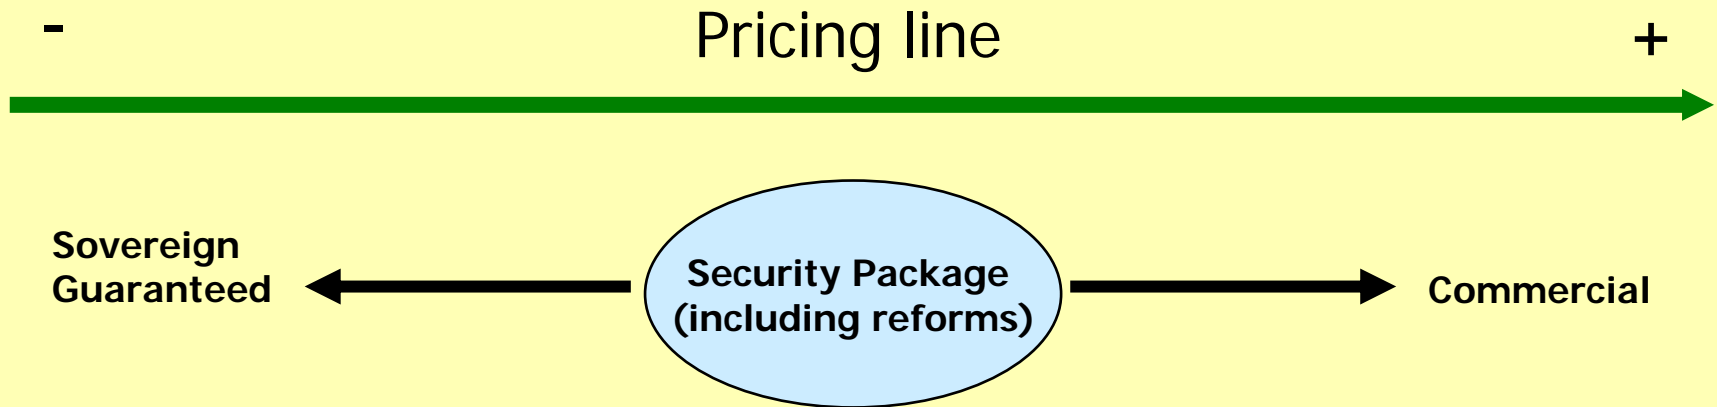 -
Pricing line
+
Sovereign
Guaranteed
Security Package
(including reforms)
Commercial